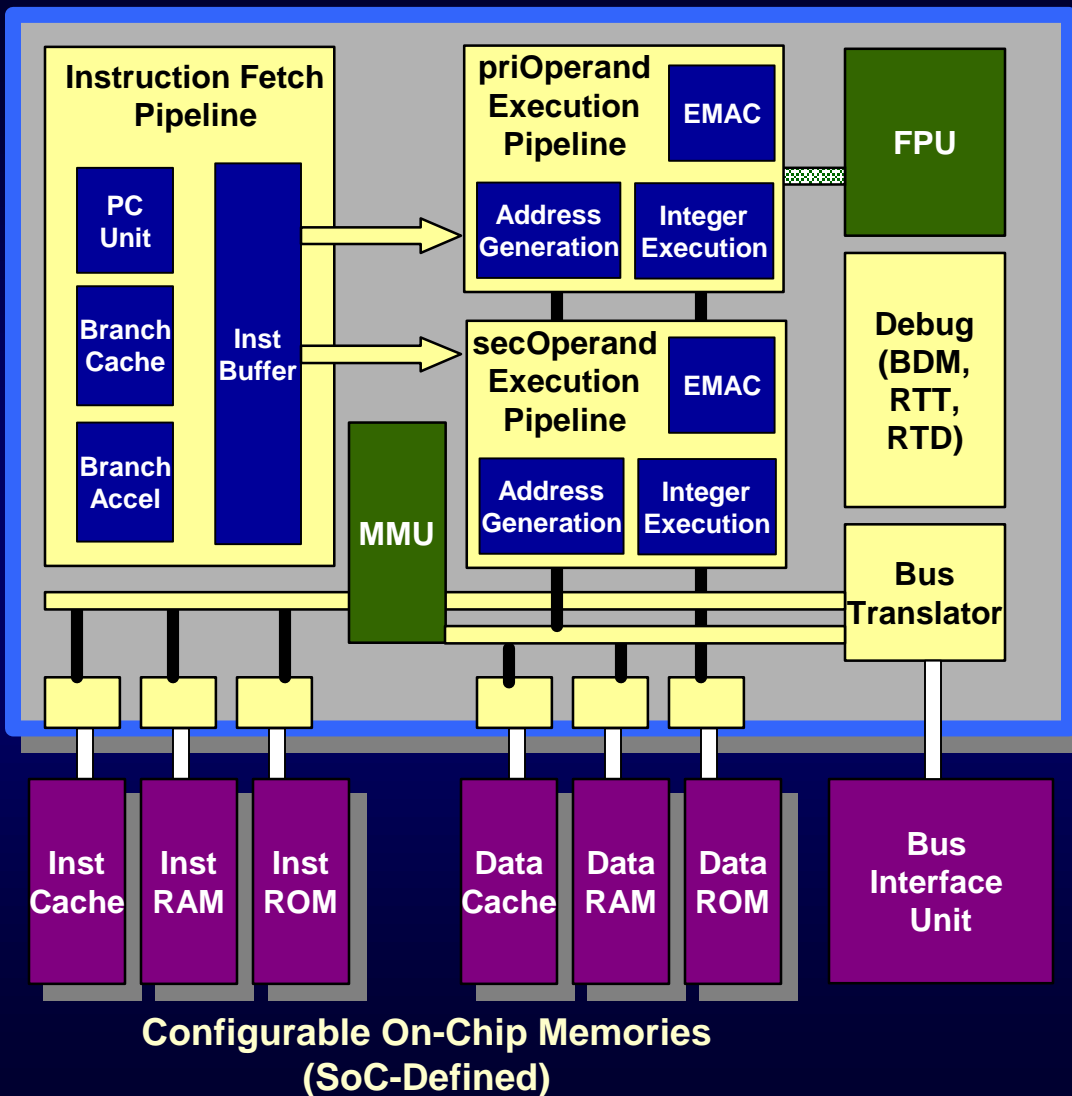 Instruction Fetch
Pipeline
PC
Unit
Branch
Cache
Branch
Accel
Inst
Buffer
priOperand
Execution
Pipeline
EMAC
Address
Generation
Integer
Execution
secOperand
Execution
Pipeline
EMAC
Address
Generation
Integer
Execution
FPU
Debug
(BDM,
RTT,
RTD)
MMU
Bus
Translator
Inst
Cache
Inst
RAM
Inst
ROM
Data
Cache
Data
RAM
Data
ROM
Bus
Interface
Unit
Configurable On-Chip Memories
(SoC-Defined)